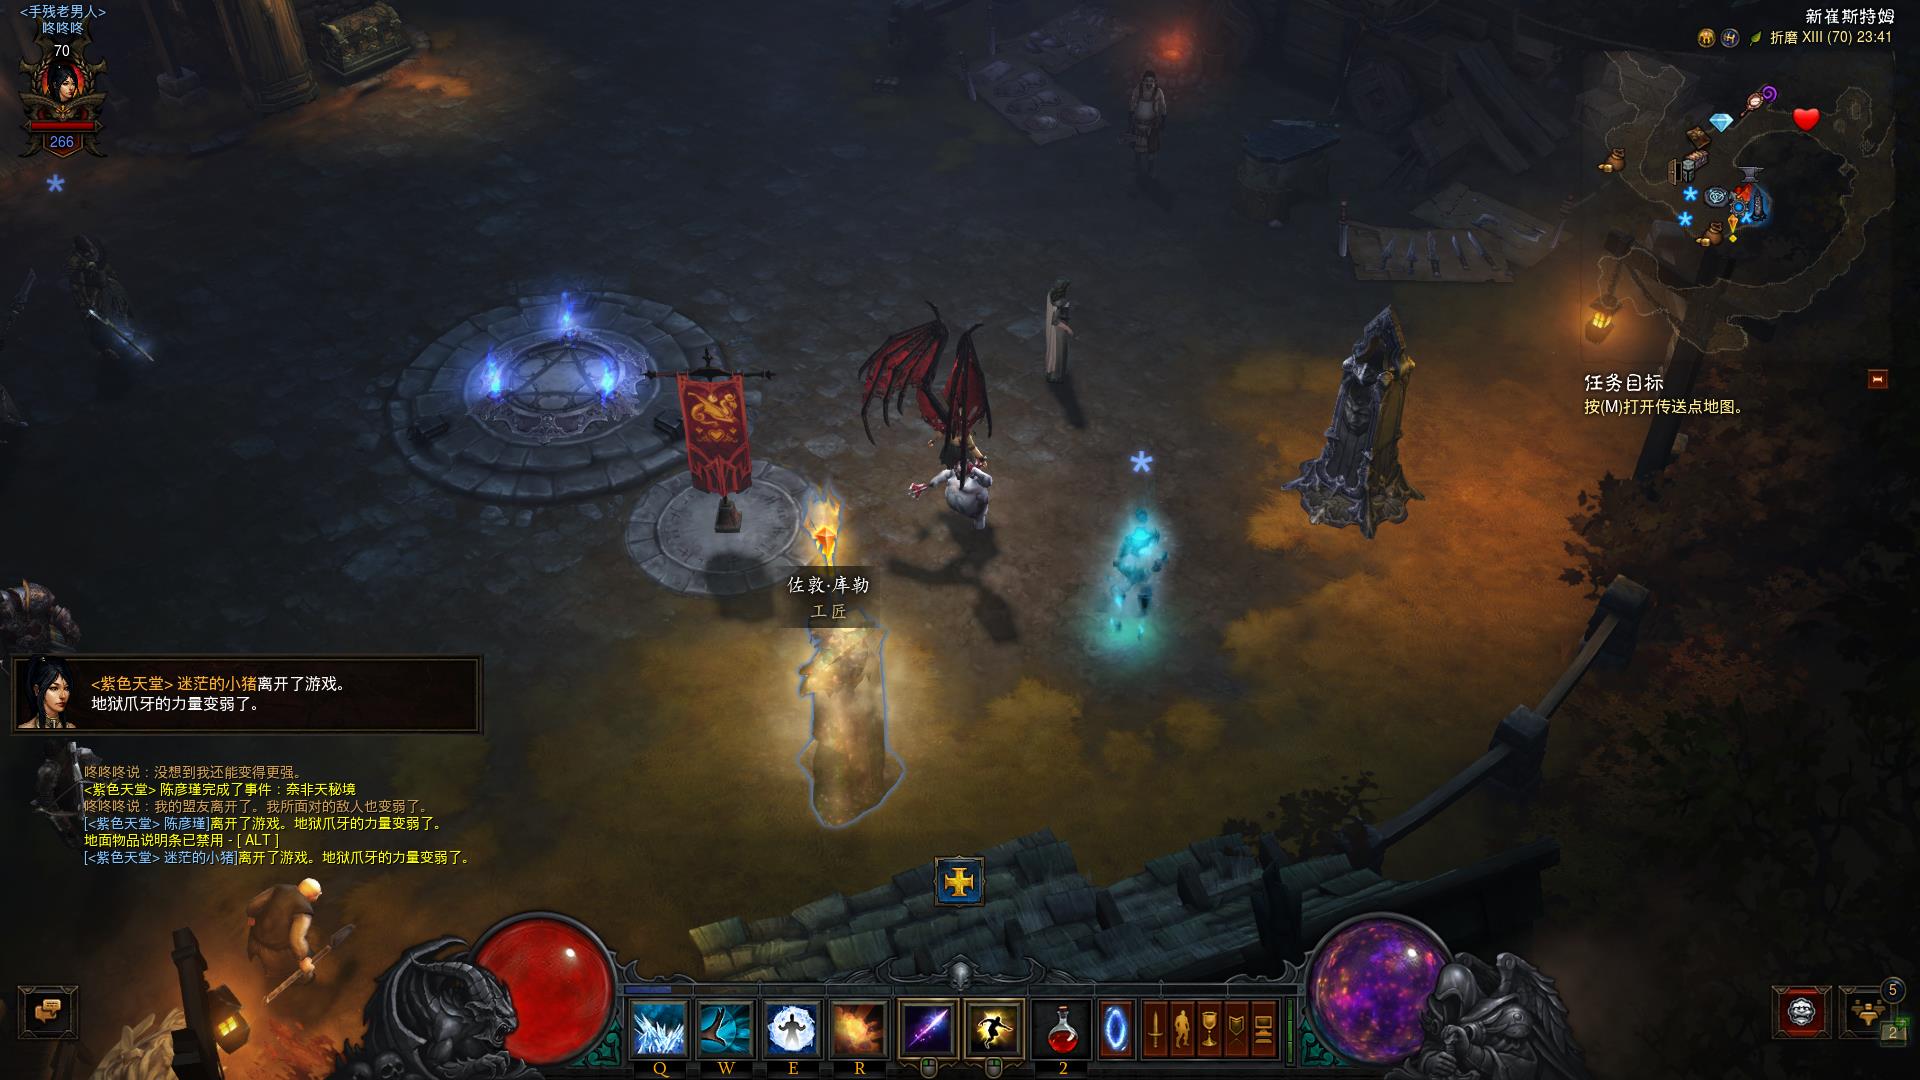 <手残老男人>
咚咚咚
70
266
新崔斯特姆
折磨 XIII (70) 23:41
任务目标
按(M)打开传送点地图。
佐敦·库勒
工匠
<紫色天堂> 迷茫的小猪离开了游戏。
地狱爪牙的力量变弱了。
咚咚咚说：没想到我还能变得更强。
<紫色天堂> 陈彦瑾完成了事件：奈非天秘境
咚咚咚说：我的盟友离开了。我所面对的敌人也变弱了。
[<紫色天堂> 陈彦瑾]离开了游戏。地狱爪牙的力量变弱了。
地面物品说明条已禁用 - [ ALT ]
[<紫色天堂> 迷茫的小猪]离开了游戏。地狱爪牙的力量变弱了。
Q W E R 2
5
2